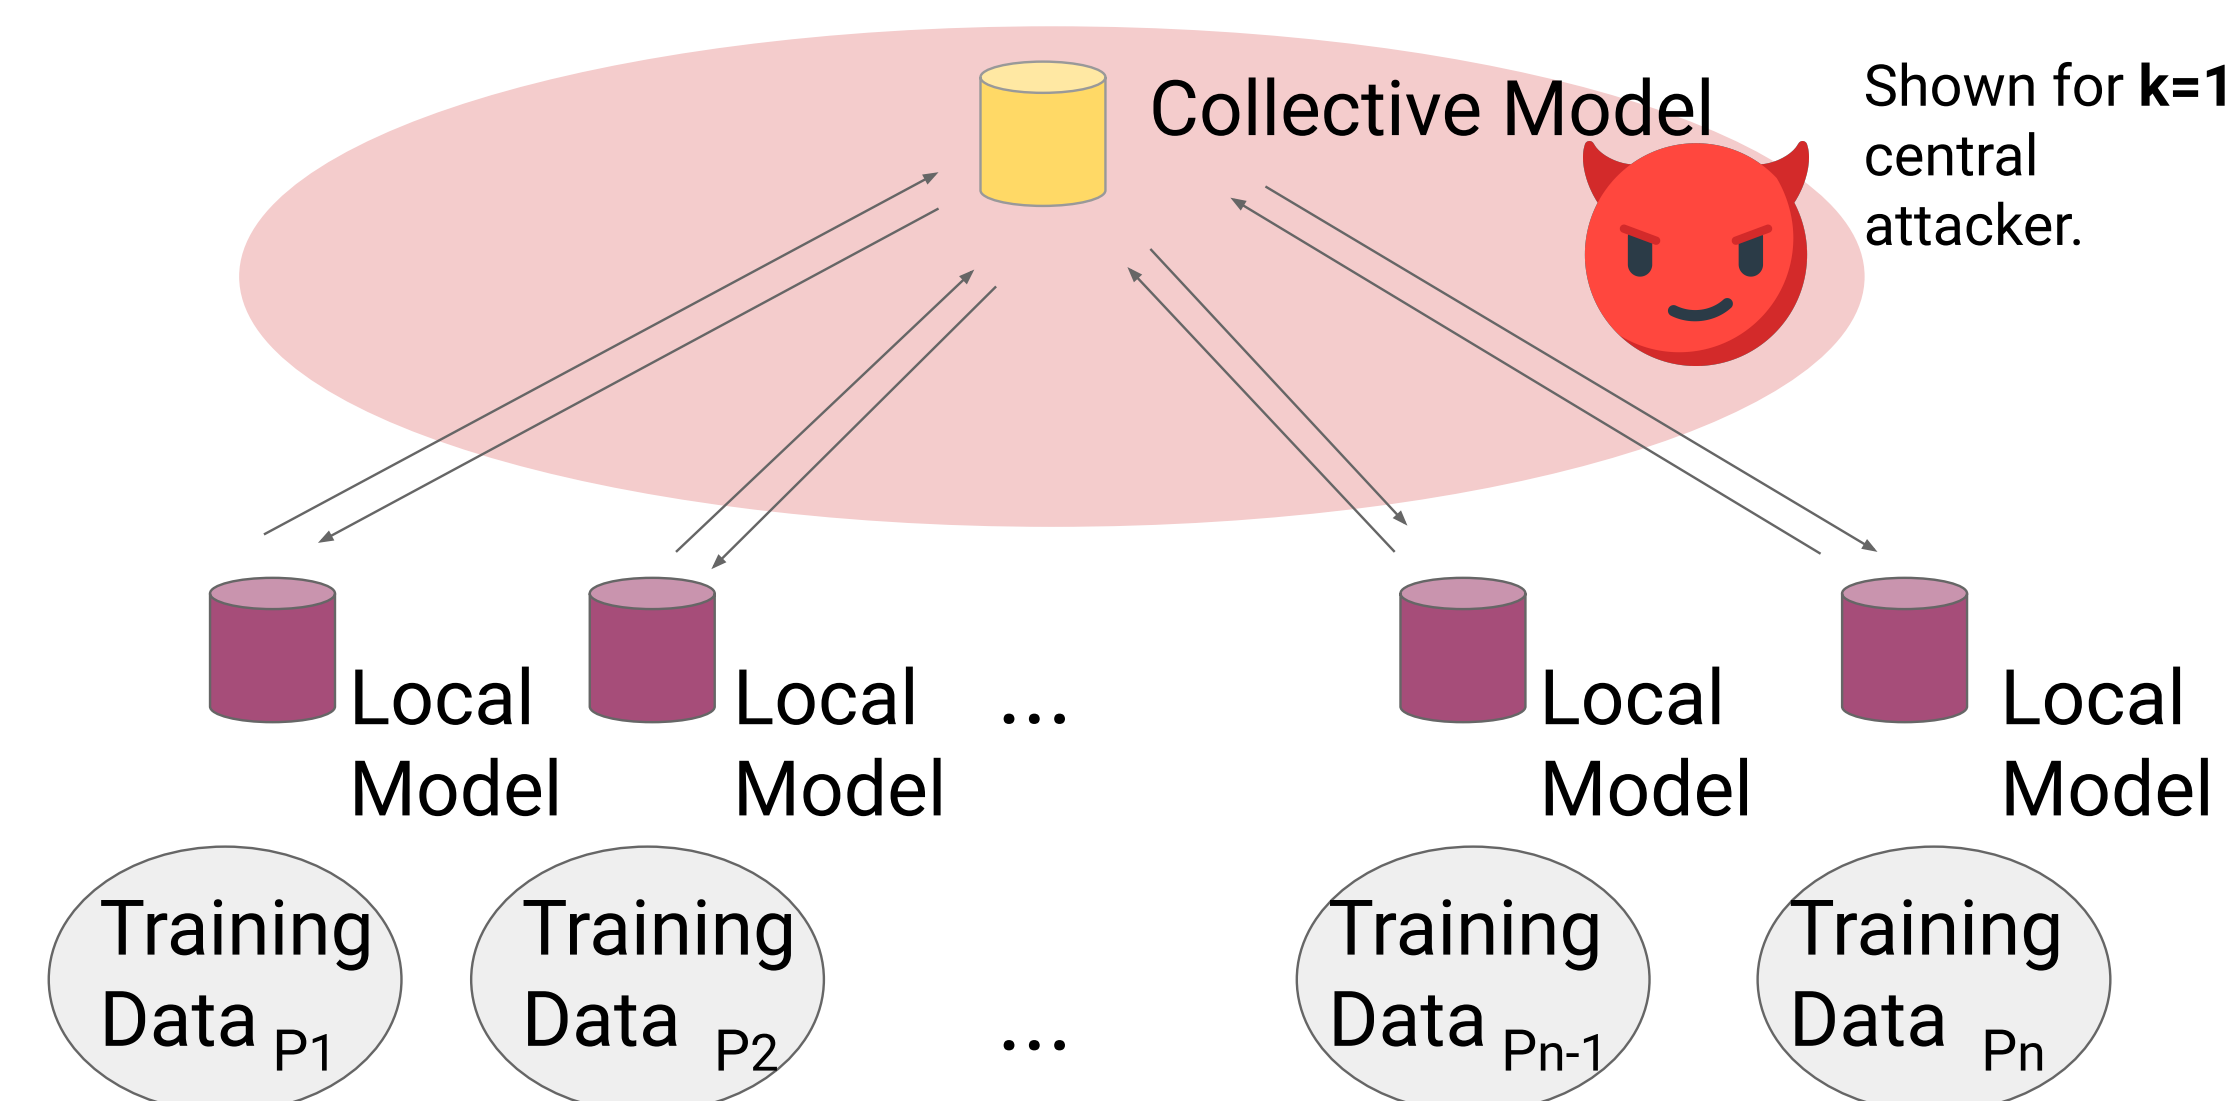 Collective Model
Shown for k=1
central
attacker.
Local
Model
Local
Model
...
Local
Model
Local
Model
Training
Data P1
Training
Data P2
...
Training
Data Pn-1
Training
Data Pn